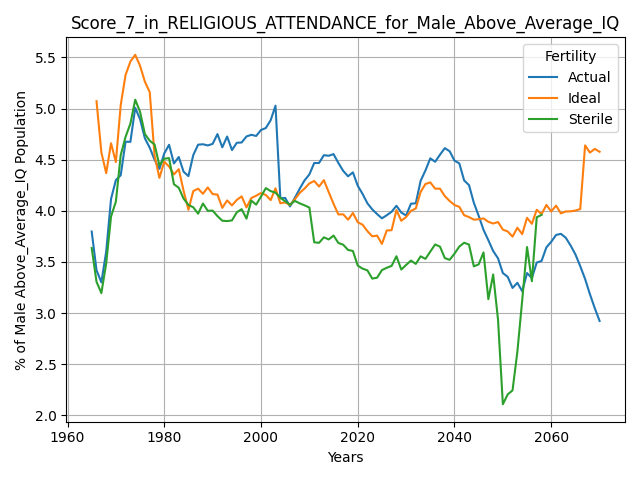 Score_7_in_RELIGIOUS_ATTENDANCE_for_Male_Above_Average_IQ
Fertility
Actual
Ideal
Sterile
% of Male Above_Average_IQ Population
5.5
5.0
4.5
4.0
3.5
3.0
2.5
2.0
1960 1980 2000 2020 2040 2060
Years